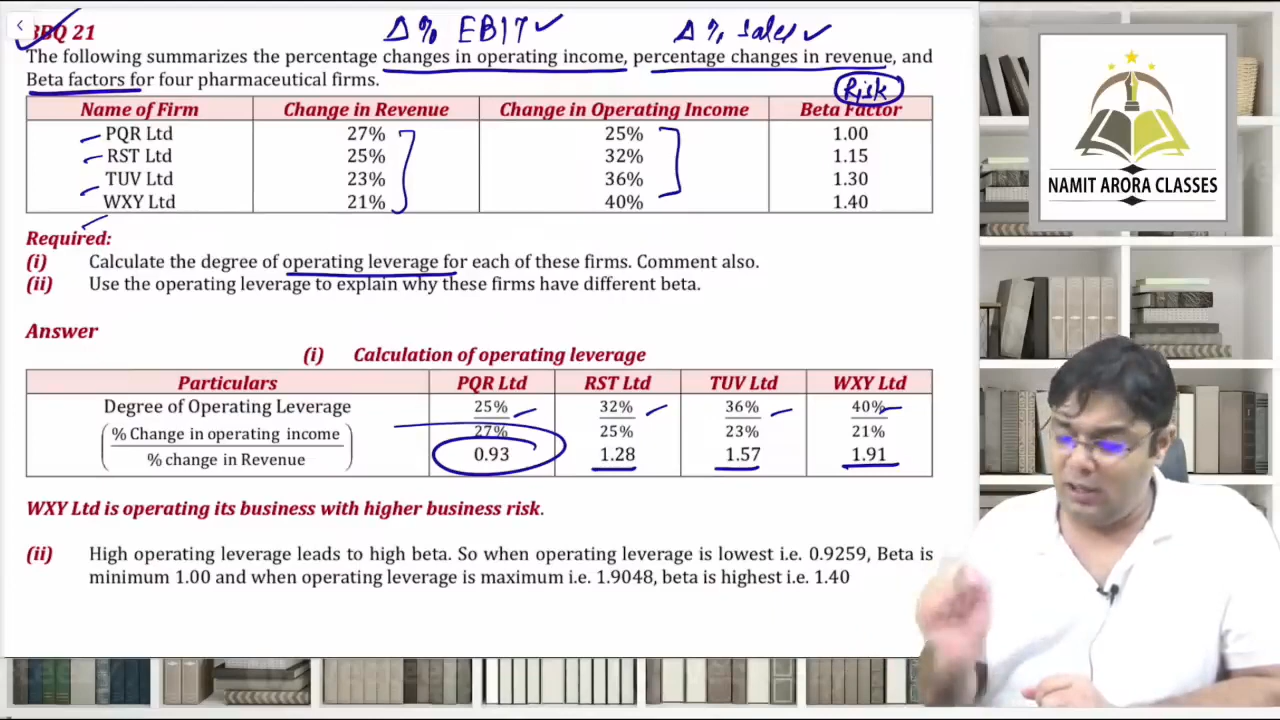 BBQ 21
Δ% EBIT ✓
Δ% Sales ✓
The following summarizes the percentage changes in operating income, percentage changes in revenue, and
Beta factors for four pharmaceutical firms.
Risk
Name of Firm Change in Revenue Change in Operating Income Beta Factor
PQR Ltd 27% 25% 1.00
RST Ltd 25% 32% 1.15
TUV Ltd 23% 36% 1.30
WXY Ltd 21% 40% 1.40
Required:
(i) Calculate the degree of operating leverage for each of these firms. Comment also.
(ii) Use the operating leverage to explain why these firms have different beta.
Answer
(i) Calculation of operating leverage
Particulars PQR Ltd RST Ltd TUV Ltd WXY Ltd
Degree of Operating Leverage 25% 32% 36% 40%
% Change in operating income 27% 25% 23% 21%
% change in Revenue 0.93 1.28 1.57 1.91
WXY Ltd is operating its business with higher business risk.
(ii) High operating leverage leads to high beta. So when operating leverage is lowest i.e. 0.9259, Beta is
minimum 1.00 and when operating leverage is maximum i.e. 1.9048, beta is highest i.e. 1.40
NAMIT ARORA CLASSES